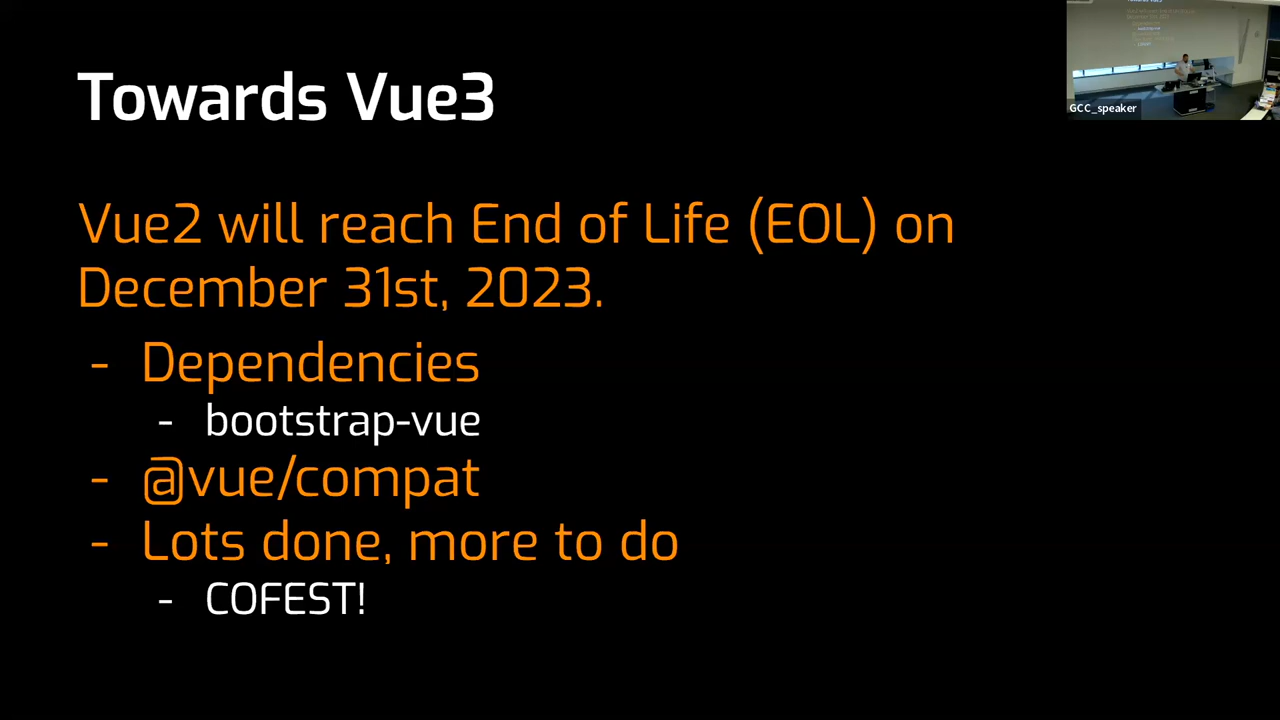 Towards Vue3
GCC_speaker
Vue2 will reach End of Life (EOL) on
December 31st, 2023.
- Dependencies
- bootstrap-vue
- @vue/compat
- Lots done, more to do
- COFEST!